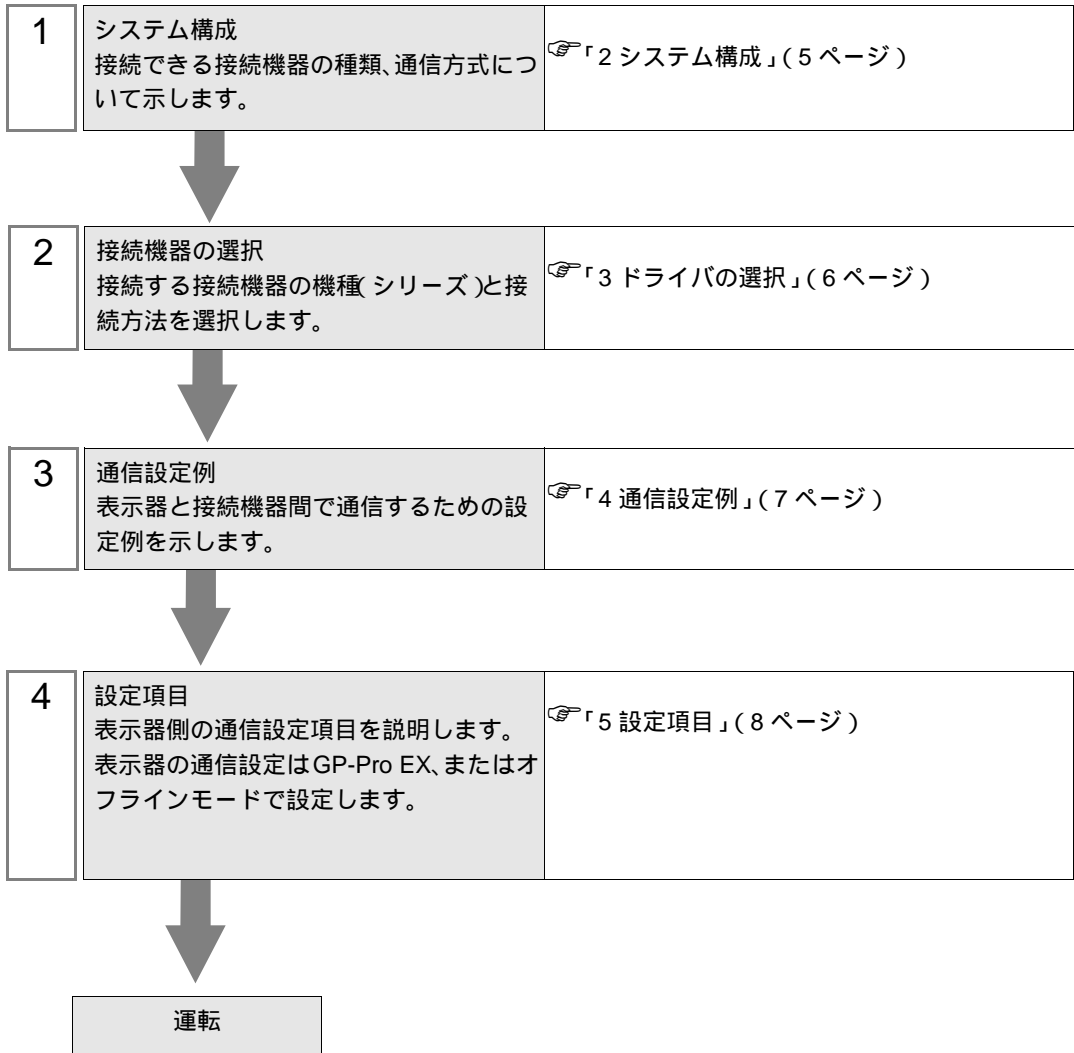 1
システム構成
接続できる接続機器の種類、通信方式につ
いて示します。
☞「2 システム構成」(5 ページ)
2
接続機器の選択
接続する接続機器の機種(シリーズ)と接
続方法を選択します。
☞「3 ドライバの選択」(6 ページ)
3
通信設定例
表示器と接続機器間で通信するための設
定例を示します。
☞「4 通信設定例」(7 ページ)
4
設定項目
表示器側の通信設定項目を説明します。
表示器の通信設定はGP-Pro EX、またはオ
フラインモードで設定します。
☞「5 設定項目」(8 ページ)
運転